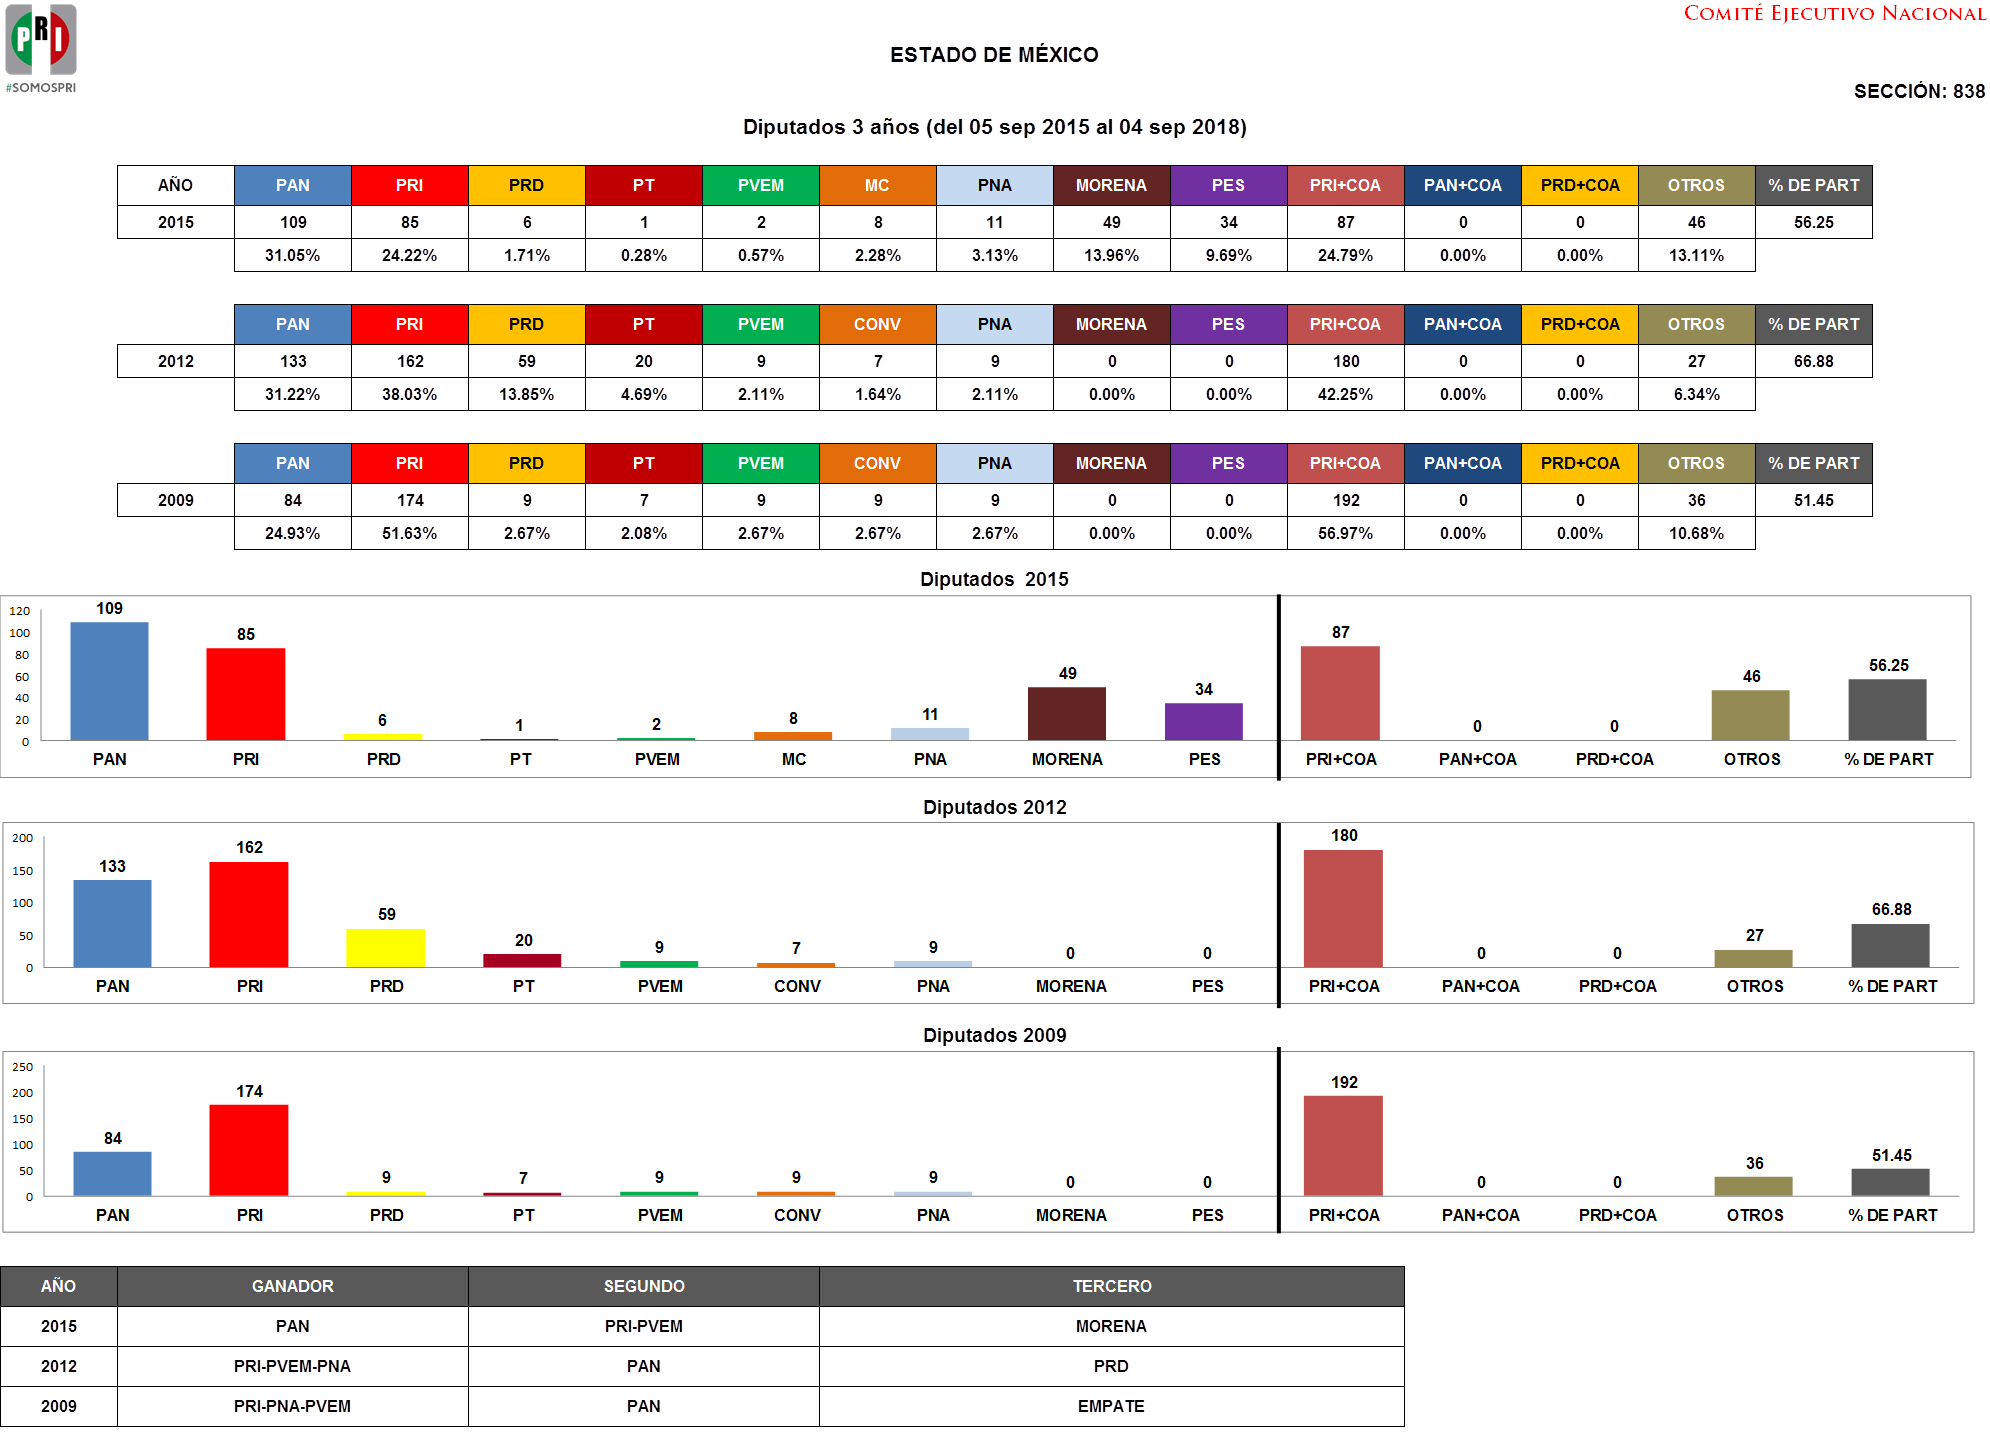 PRI
#SOMOSPRI
COMITÉ EJECUTIVO NACIONAL
ESTADO DE MÉXICO
SECCIÓN: 838
Diputados 3 años (del 05 sep 2015 al 04 sep 2018)
AÑO PAN PRI PRD PT PVEM MC PNA MORENA PES PRI+COA PAN+COA PRD+COA OTROS % DE PART
2015 109 85 6 1 2 8 11 49 34 87 0 0 46 56.25
31.05% 24.22% 1.71% 0.28% 0.57% 2.28% 3.13% 13.96% 9.69% 24.79% 0.00% 0.00% 13.11%
PAN PRI PRD PT PVEM CONV PNA MORENA PES PRI+COA PAN+COA PRD+COA OTROS % DE PART
2012 133 162 59 20 9 7 9 0 0 180 0 0 27 66.88
31.22% 38.03% 13.85% 4.69% 2.11% 1.64% 2.11% 0.00% 0.00% 42.25% 0.00% 0.00% 6.34%
PAN PRI PRD PT PVEM CONV PNA MORENA PES PRI+COA PAN+COA PRD+COA OTROS % DE PART
2009 84 174 9 7 9 9 9 0 0 192 0 0 36 51.45
24.93% 51.63% 2.67% 2.08% 2.67% 2.67% 2.67% 0.00% 0.00% 56.97% 0.00% 0.00% 10.68%
Diputados 2015
120
100
80
60
40
20
0
109 85 6 1 2 8 11 49 34 87 0 0 46 56.25
PAN PRI PRD PT PVEM MC PNA MORENA PES PRI+COA PAN+COA PRD+COA OTROS % DE PART
Diputados 2012
200
150
100
50
0
133 162 59 20 9 7 9 0 0 180 0 0 27 66.88
PAN PRI PRD PT PVEM CONV PNA MORENA PES PRI+COA PAN+COA PRD+COA OTROS % DE PART
Diputados 2009
250
200
150
100
50
0
84 174 9 7 9 9 9 0 0 192 0 0 36 51.45
PAN PRI PRD PT PVEM CONV PNA MORENA PES PRI+COA PAN+COA PRD+COA OTROS % DE PART
AÑO GANADOR SEGUNDO TERCERO
2015 PAN PRI-PVEM MORENA
2012 PRI-PVEM-PNA PAN PRD
2009 PRI-PNA-PVEM PAN EMPATE